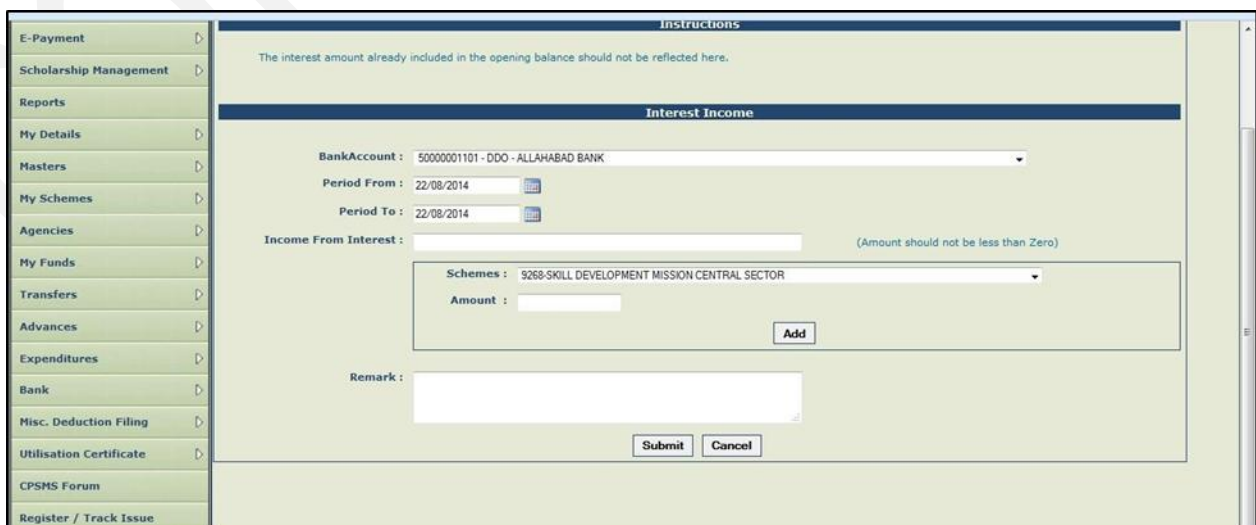 E-Payment
Scholarship Management
Reports
My Details
Masters
My Schemes
Agencies
My Funds
Transfers
Advances
Expenditures
Bank
Misc. Deduction Filing
Utilisation Certificate
CPSMS Forum
Register / Track Issue
Instructions
The interest amount already included in the opening balance should not be reflected here.
Interest Income
BankAccount : 50000001101 - DDO - ALLAHABAD BANK
Period From : 22/08/2014
Period To : 22/08/2014
Income From Interest : (Amount should not be less than Zero)
Schemes : 9268-SKILL DEVELOPMENT MISSION CENTRAL SECTOR
Amount :
Add
Remark :
Submit Cancel